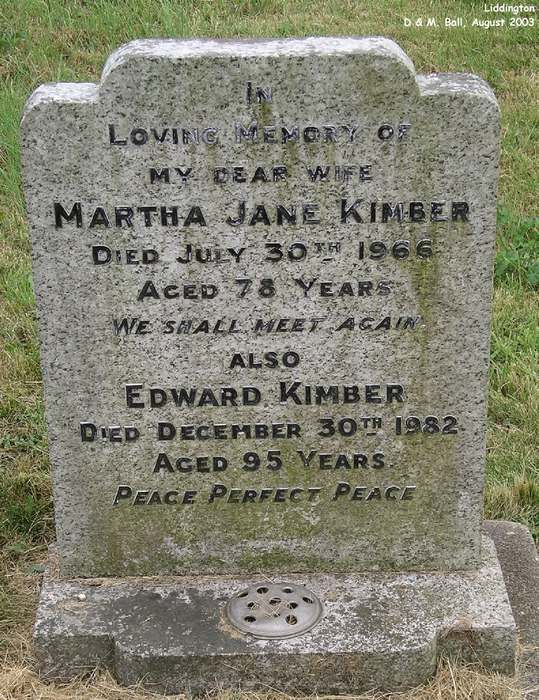 Liddington
D & M. Ball, August 2003
IN
LOVING MEMORY OF
MY DEAR WIFE
MARTHA JANE KIMBER
DIED JULY 30TH 1966
AGED 78 YEARS
WE SHALL MEET AGAIN
ALSO
EDWARD KIMBER
DIED DECEMBER 30TH 1982
AGED 95 YEARS.
PEACE PERFECT PEACE